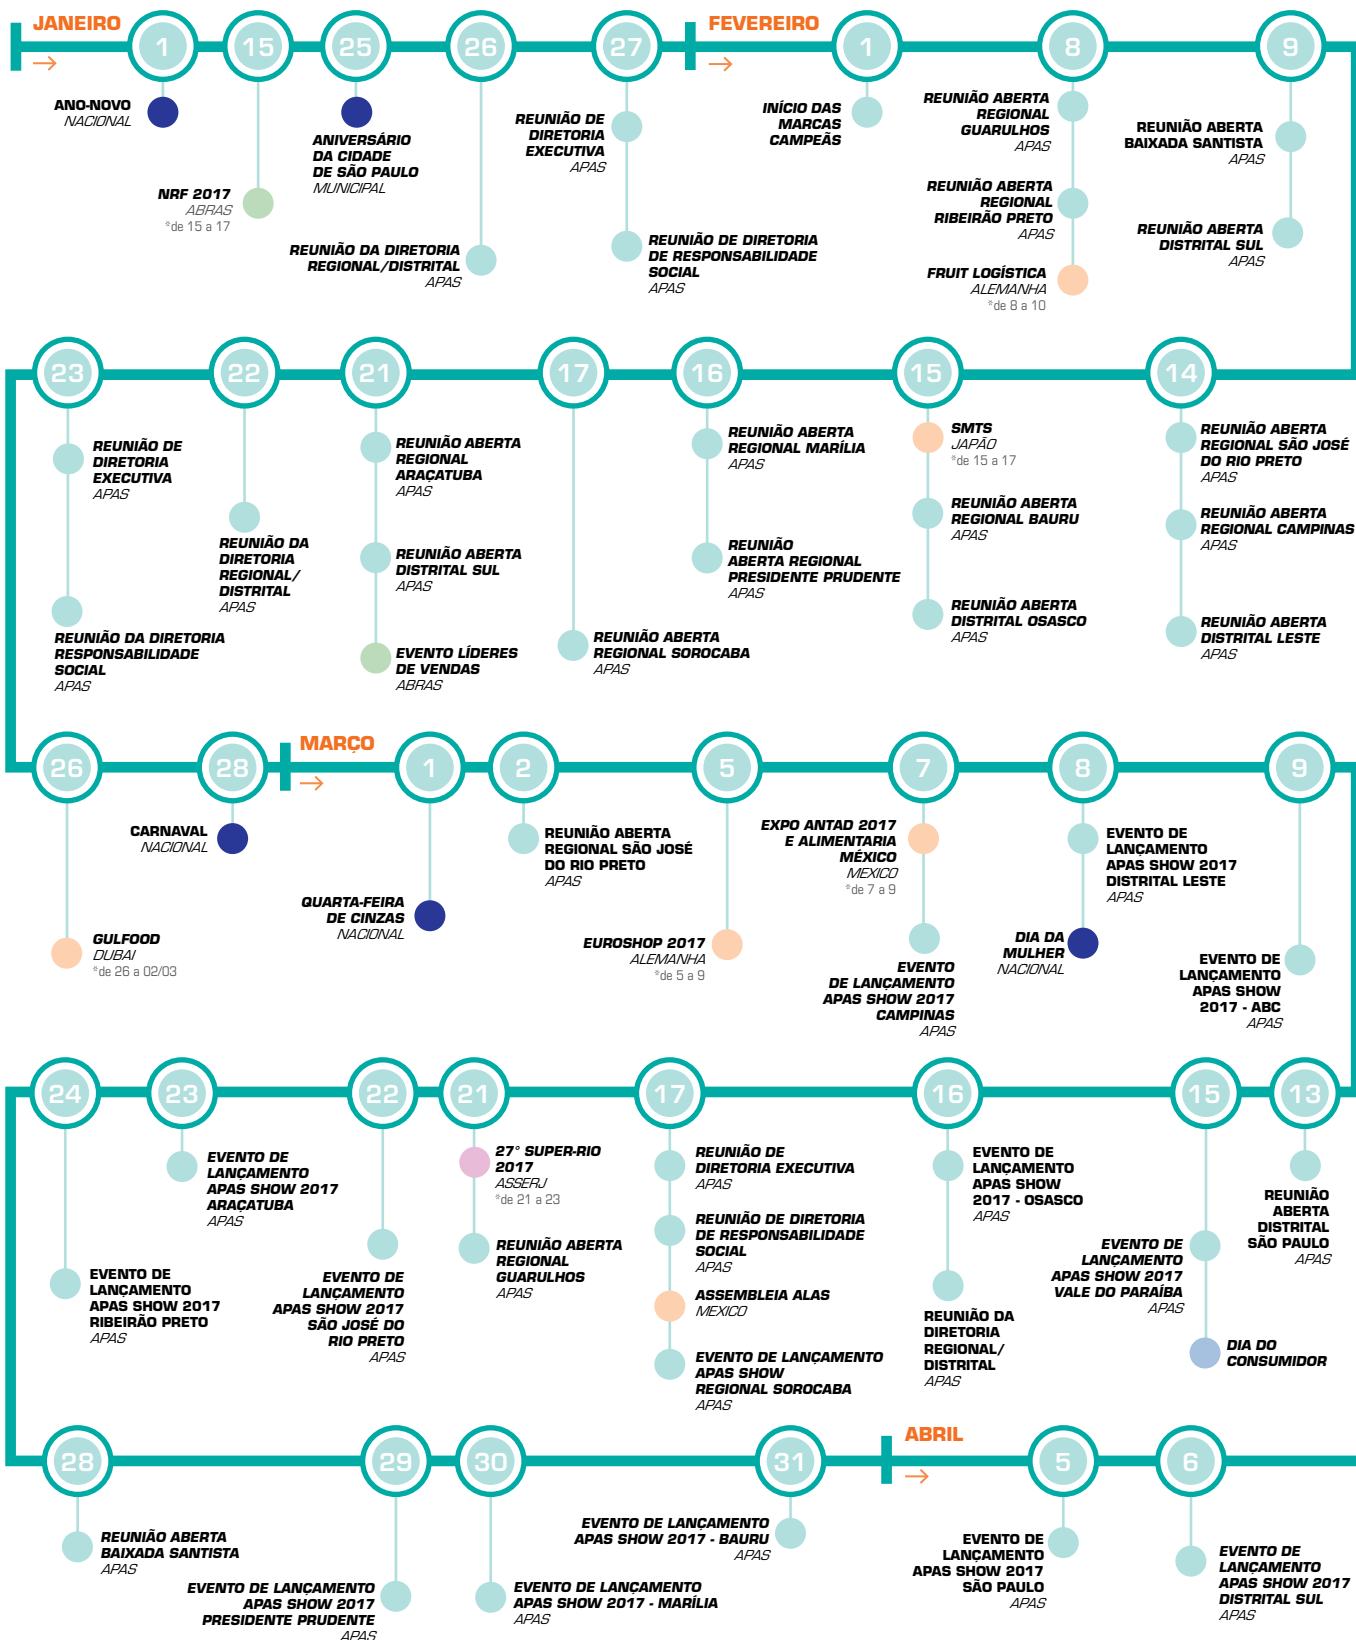 JANEIRO
1
ANO-NOVO
NACIONAL
15
NRF 2017
ABRAS
*de 15 a 17
25
ANIVERSÁRIO
DA CIDADE
DE SÃO PAULO
MUNICIPAL
26
REUNIÃO DA DIRETORIA
REGIONAL/DISTRITAL
APAS
27
REUNIÃO DE
DIRETORIA
EXECUTIVA
APAS
REUNIÃO DE DIRETORIA
DE RESPONSABILIDADE
SOCIAL
APAS
FEVEREIRO
1
INÍCIO DAS
MARCAS
CAMPEÃS
8
REUNIÃO ABERTA
REGIONAL
GUARULHOS
APAS
REUNIÃO ABERTA
REGIONAL
RIBEIRÃO PRETO
APAS
FRUIT LOGÍSTICA
ALEMANHA
*de 8 a 10
9
REUNIÃO ABERTA
BAIXADA SANTISTA
APAS
REUNIÃO ABERTA
DISTRITAL SUL
APAS
14
REUNIÃO ABERTA
REGIONAL SÃO JOSÉ
DO RIO PRETO
APAS
REUNIÃO ABERTA
REGIONAL CAMPINAS
APAS
REUNIÃO ABERTA
DISTRITAL LESTE
APAS
15
SMTS
JAPÃO
*de 15 a 17
REUNIÃO ABERTA
REGIONAL BAURU
APAS
REUNIÃO ABERTA
DISTRITAL OSASCO
APAS
16
REUNIÃO ABERTA
REGIONAL MARÍLIA
APAS
REUNIÃO
ABERTA REGIONAL
PRESIDENTE PRUDENTE
APAS
17
REUNIÃO ABERTA
REGIONAL SOROCABA
APAS
21
REUNIÃO ABERTA
REGIONAL
ARAÇATUBA
APAS
REUNIÃO ABERTA
DISTRITAL SUL
APAS
EVENTO LÍDERES
DE VENDAS
ABRAS
22
REUNIÃO DA
DIRETORIA
REGIONAL/
DISTRITAL
APAS
23
REUNIÃO DE
DIRETORIA
EXECUTIVA
APAS
REUNIÃO DA DIRETORIA
RESPONSABILIDADE
SOCIAL
APAS
26
GULFOOD
DUBAI
*de 26 a 02/03
28
CARNAVAL
NACIONAL
MARÇO
1
QUARTA-FEIRA
DE CINZAS
NACIONAL
2
REUNIÃO ABERTA
REGIONAL SÃO JOSÉ
DO RIO PRETO
APAS
5
EUROSHOP 2017
ALEMANHA
*de 5 a 9
7
EXPO ANTAD 2017
E ALIMENTARIA
MÉXICO
MEXICO
*de 7 a 9
EVENTO
DE LANÇAMENTO
APAS SHOW 2017
CAMPINAS
APAS
8
EVENTO DE
LANÇAMENTO
APAS SHOW 2017
DISTRITAL LESTE
APAS
DIA DA
MULHER
NACIONAL
9
EVENTO DE
LANÇAMENTO
APAS SHOW
2017 - ABC
APAS
13
REUNIÃO
ABERTA
DISTRITAL
SÃO PAULO
APAS
15
EVENTO DE
LANÇAMENTO
APAS SHOW 2017
VALE DO PARAÍBA
APAS
DIA DO
CONSUMIDOR
16
EVENTO DE
LANÇAMENTO
APAS SHOW
2017 - OSASCO
APAS
REUNIÃO DA
DIRETORIA
REGIONAL/
DISTRITAL
APAS
17
REUNIÃO DE
DIRETORIA EXECUTIVA
APAS
REUNIÃO DE DIRETORIA
DE RESPONSABILIDADE
SOCIAL
APAS
ASSEMBLEIA ALAS
MEXICO
EVENTO DE LANÇAMENTO
APAS SHOW
REGIONAL SOROCABA
APAS
21
27° SUPER-RIO
2017
ASSERJ
*de 21 a 23
REUNIÃO ABERTA
REGIONAL
GUARULHOS
APAS
22
EVENTO DE
LANÇAMENTO
APAS SHOW 2017
SÃO JOSÉ DO
RIO PRETO
APAS
23
EVENTO DE
LANÇAMENTO
APAS SHOW 2017
ARAÇATUBA
APAS
24
EVENTO DE
LANÇAMENTO
APAS SHOW 2017
RIBEIRÃO PRETO
APAS
28
REUNIÃO ABERTA
BAIXADA SANTISTA
APAS
29
EVENTO DE LANÇAMENTO
APAS SHOW 2017
PRESIDENTE PRUDENTE
APAS
30
EVENTO DE LANÇAMENTO
APAS SHOW 2017 - MARÍLIA
APAS
31
EVENTO DE LANÇAMENTO
APAS SHOW 2017 - BAURU
APAS
ABRIL
5
EVENTO DE
LANÇAMENTO
APAS SHOW 2017
SÃO PAULO
APAS
6
EVENTO DE
LANÇAMENTO
APAS SHOW 2017
DISTRITAL SUL
APAS